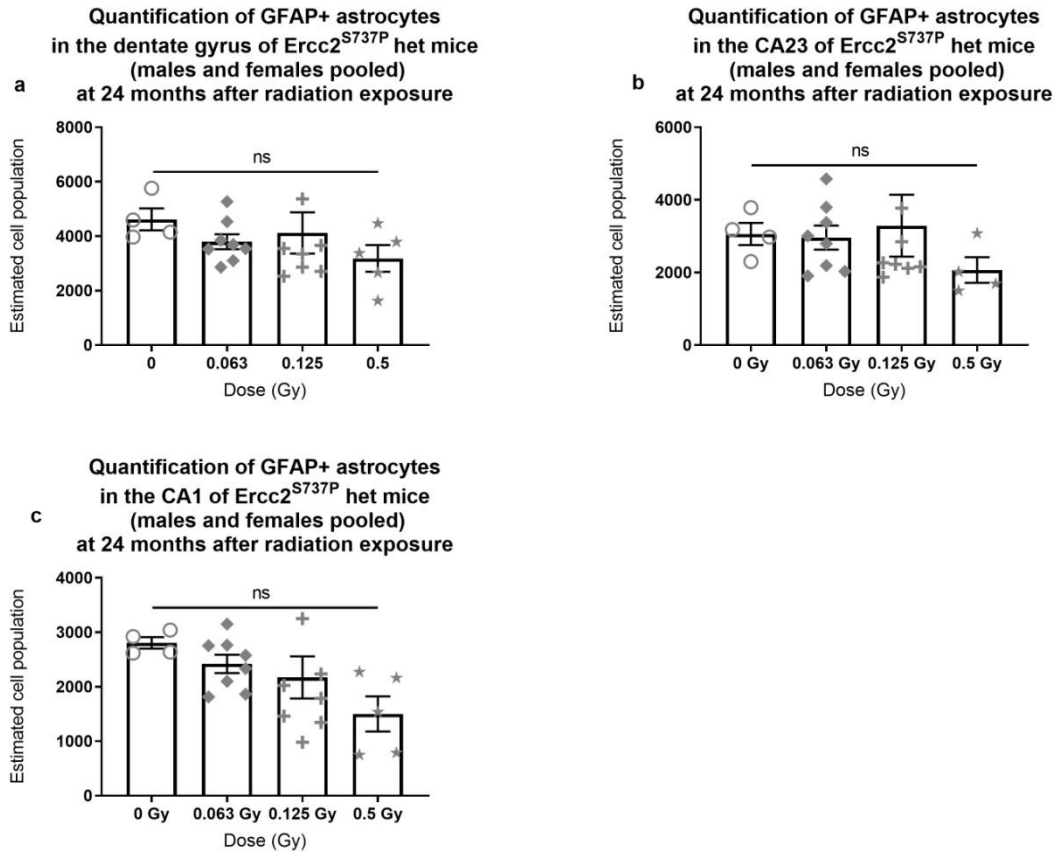 Quantification of GFAP+ astrocytes
in the dentate gyrus of Ercc2S737P het mice
(males and females pooled)
at 24 months after radiation exposure
a
8000
6000
4000
2000
0
Estimated cell population
ns
0 0.063 0.125 0.5
Dose (Gy)
Quantification of GFAP+ astrocytes
in the CA23 of Ercc2S737P het mice
(males and females pooled)
at 24 months after radiation exposure
b
6000
4000
2000
0
Estimated cell population
ns
0 Gy 0.063 Gy 0.125 Gy 0.5 Gy
Dose (Gy)
Quantification of GFAP+ astrocytes
in the CA1 of Ercc2S737P het mice
(males and females pooled)
at 24 months after radiation exposure
c
4000
3000
2000
1000
0
Estimated cell population
ns
0 Gy 0.063 Gy 0.125 Gy 0.5 Gy
Dose (Gy)